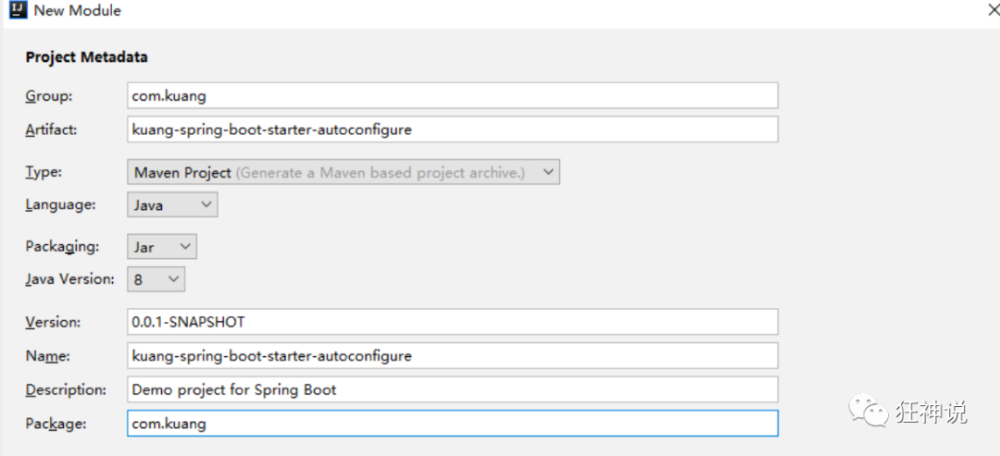 New Module
Project Metadata
Group: com.kuang
Artifact: kuang-spring-boot-starter-autoconfigure
Type: Maven Project (Generate a Maven based project archive.)
Language: Java
Packaging: Jar
Java Version: 8
Version: 0.0.1-SNAPSHOT
Name: kuang-spring-boot-starter-autoconfigure
Description: Demo project for Spring Boot
Package: com.kuang
狂神说